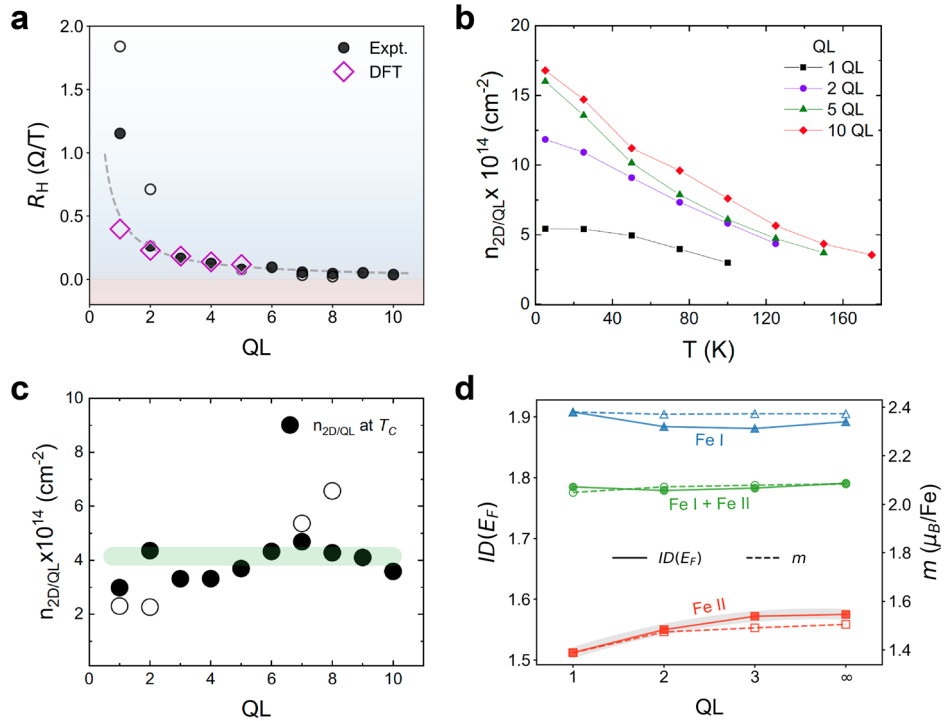 a
2.0
1.5
1.0
0.5
0.0
R_H (Ω/T)
Expt.
DFT
0 2 4 6 8 10
QL
b
20
15
10
5
0
n_2D/QL x 10^14 (cm^-2)
QL
1 QL
2 QL
5 QL
10 QL
0 40 80 120 160
T (K)
c
10
8
6
4
2
n_2D/QL x10^14 (cm^-2)
n_2D/QL at T_C
0 2 4 6 8 10
QL
d
1.9
1.8
1.7
1.6
1.5
ID(E_F)
Fe I
Fe I + Fe II
ID(E_F) m
Fe II
2.4
2.2
2.0
1.8
1.6
1.4
m (μ_B/Fe)
1 2 3 ∞
QL